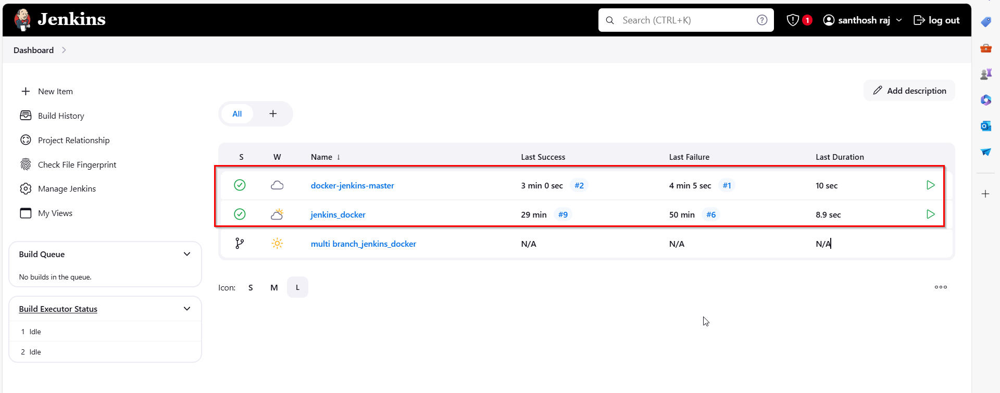 Jenkins
Search (CTRL+K)
1
santhosh raj
log out
Dashboard
New Item
Build History
Project Relationship
Check File Fingerprint
Manage Jenkins
My Views
Build Queue
No builds in the queue.
Build Executor Status
1 Idle
2 Idle
Add description
All +
S W Name ↓ Last Success Last Failure Last Duration
docker-jenkins-master 3 min 0 sec #2 4 min 5 sec #1 10 sec
jenkins_docker 29 min #9 50 min #6 8.9 sec
multi branch_jenkins_docker N/A N/A N/A
Icon: S M L